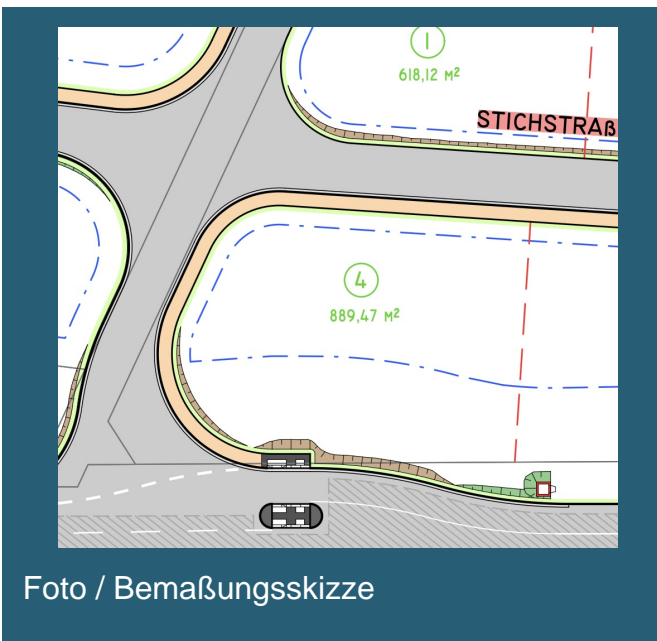 1
618,12 M²
STICHSTRAß
4
889,47 M²
Foto / Bemaßungsskizze